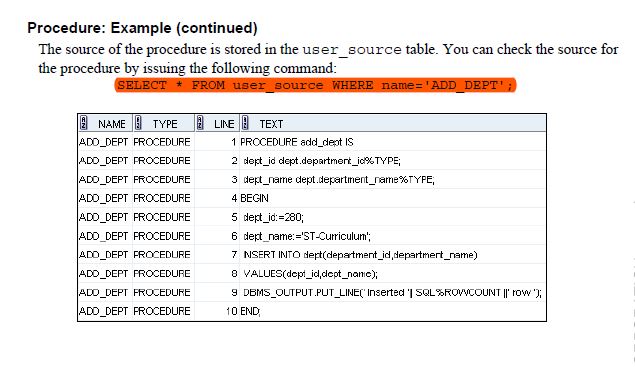 Procedure: Example (continued)
The source of the procedure is stored in the user_source table. You can check the source for
the procedure by issuing the following command:
SELECT * FROM user_source WHERE name='ADD_DEPT';
NAME TYPE LINE TEXT
ADD_DEPT PROCEDURE 1 PROCEDURE add_dept IS
ADD_DEPT PROCEDURE 2 dept_id dept.department_id%TYPE;
ADD_DEPT PROCEDURE 3 dept_name dept.department_name%TYPE;
ADD_DEPT PROCEDURE 4 BEGIN
ADD_DEPT PROCEDURE 5 dept_id:=280;
ADD_DEPT PROCEDURE 6 dept_name:='ST-Curriculum';
ADD_DEPT PROCEDURE 7 INSERT INTO dept(department_id,department_name)
ADD_DEPT PROCEDURE 8 VALUES(dept_id,dept_name);
ADD_DEPT PROCEDURE 9 DBMS_OUTPUT.PUT_LINE(' Inserted '|| SQL%ROWCOUNT ||' row ');
ADD_DEPT PROCEDURE 10 END;